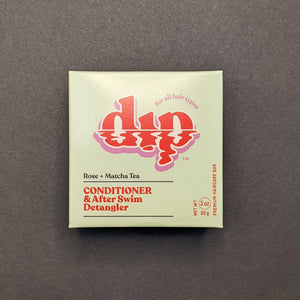 for all hair types
dip
TM
Rose + Matcha Tea
CONDITIONER
& After Swim
Detangler
NET WT
3 oz
85 g
PREMIUM HAIRCARE BAR